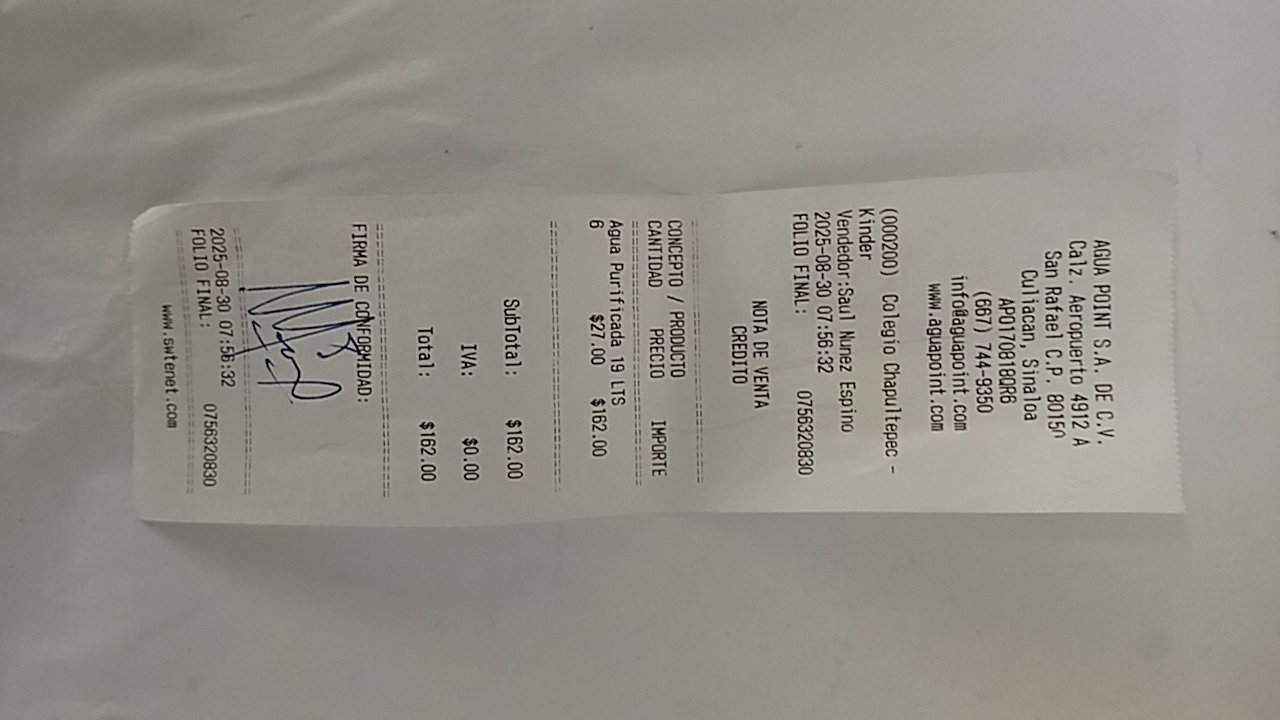 AGUA POINT S.A. DE C.V.
Calz. Aeropuerto 4912 A
San Rafael C.P. 80150
Culiacan, Sinaloa
APO170818QR6
(667) 744-9350
info@aguapoint.com
www.aguapoint.com
(000200) Colegio Chapultepec -
Kinder
Vendedor:Saul Nunez Espino
2025-08-30 07:56:32
FOLIO FINAL: 0756320830
NOTA DE VENTA
CREDITO
CONCEPTO / PRODUCTO
CANTIDAD PRECIO IMPORTE
Agua Purificada 19 LTS
6 $27.00 $162.00
SubTotal: $162.00
IVA: $0.00
Total: $162.00
FIRMA DE CONFORMIDAD:
2025-08-30 07:56:32
FOLIO FINAL: 0756320830
www.swtenet.com